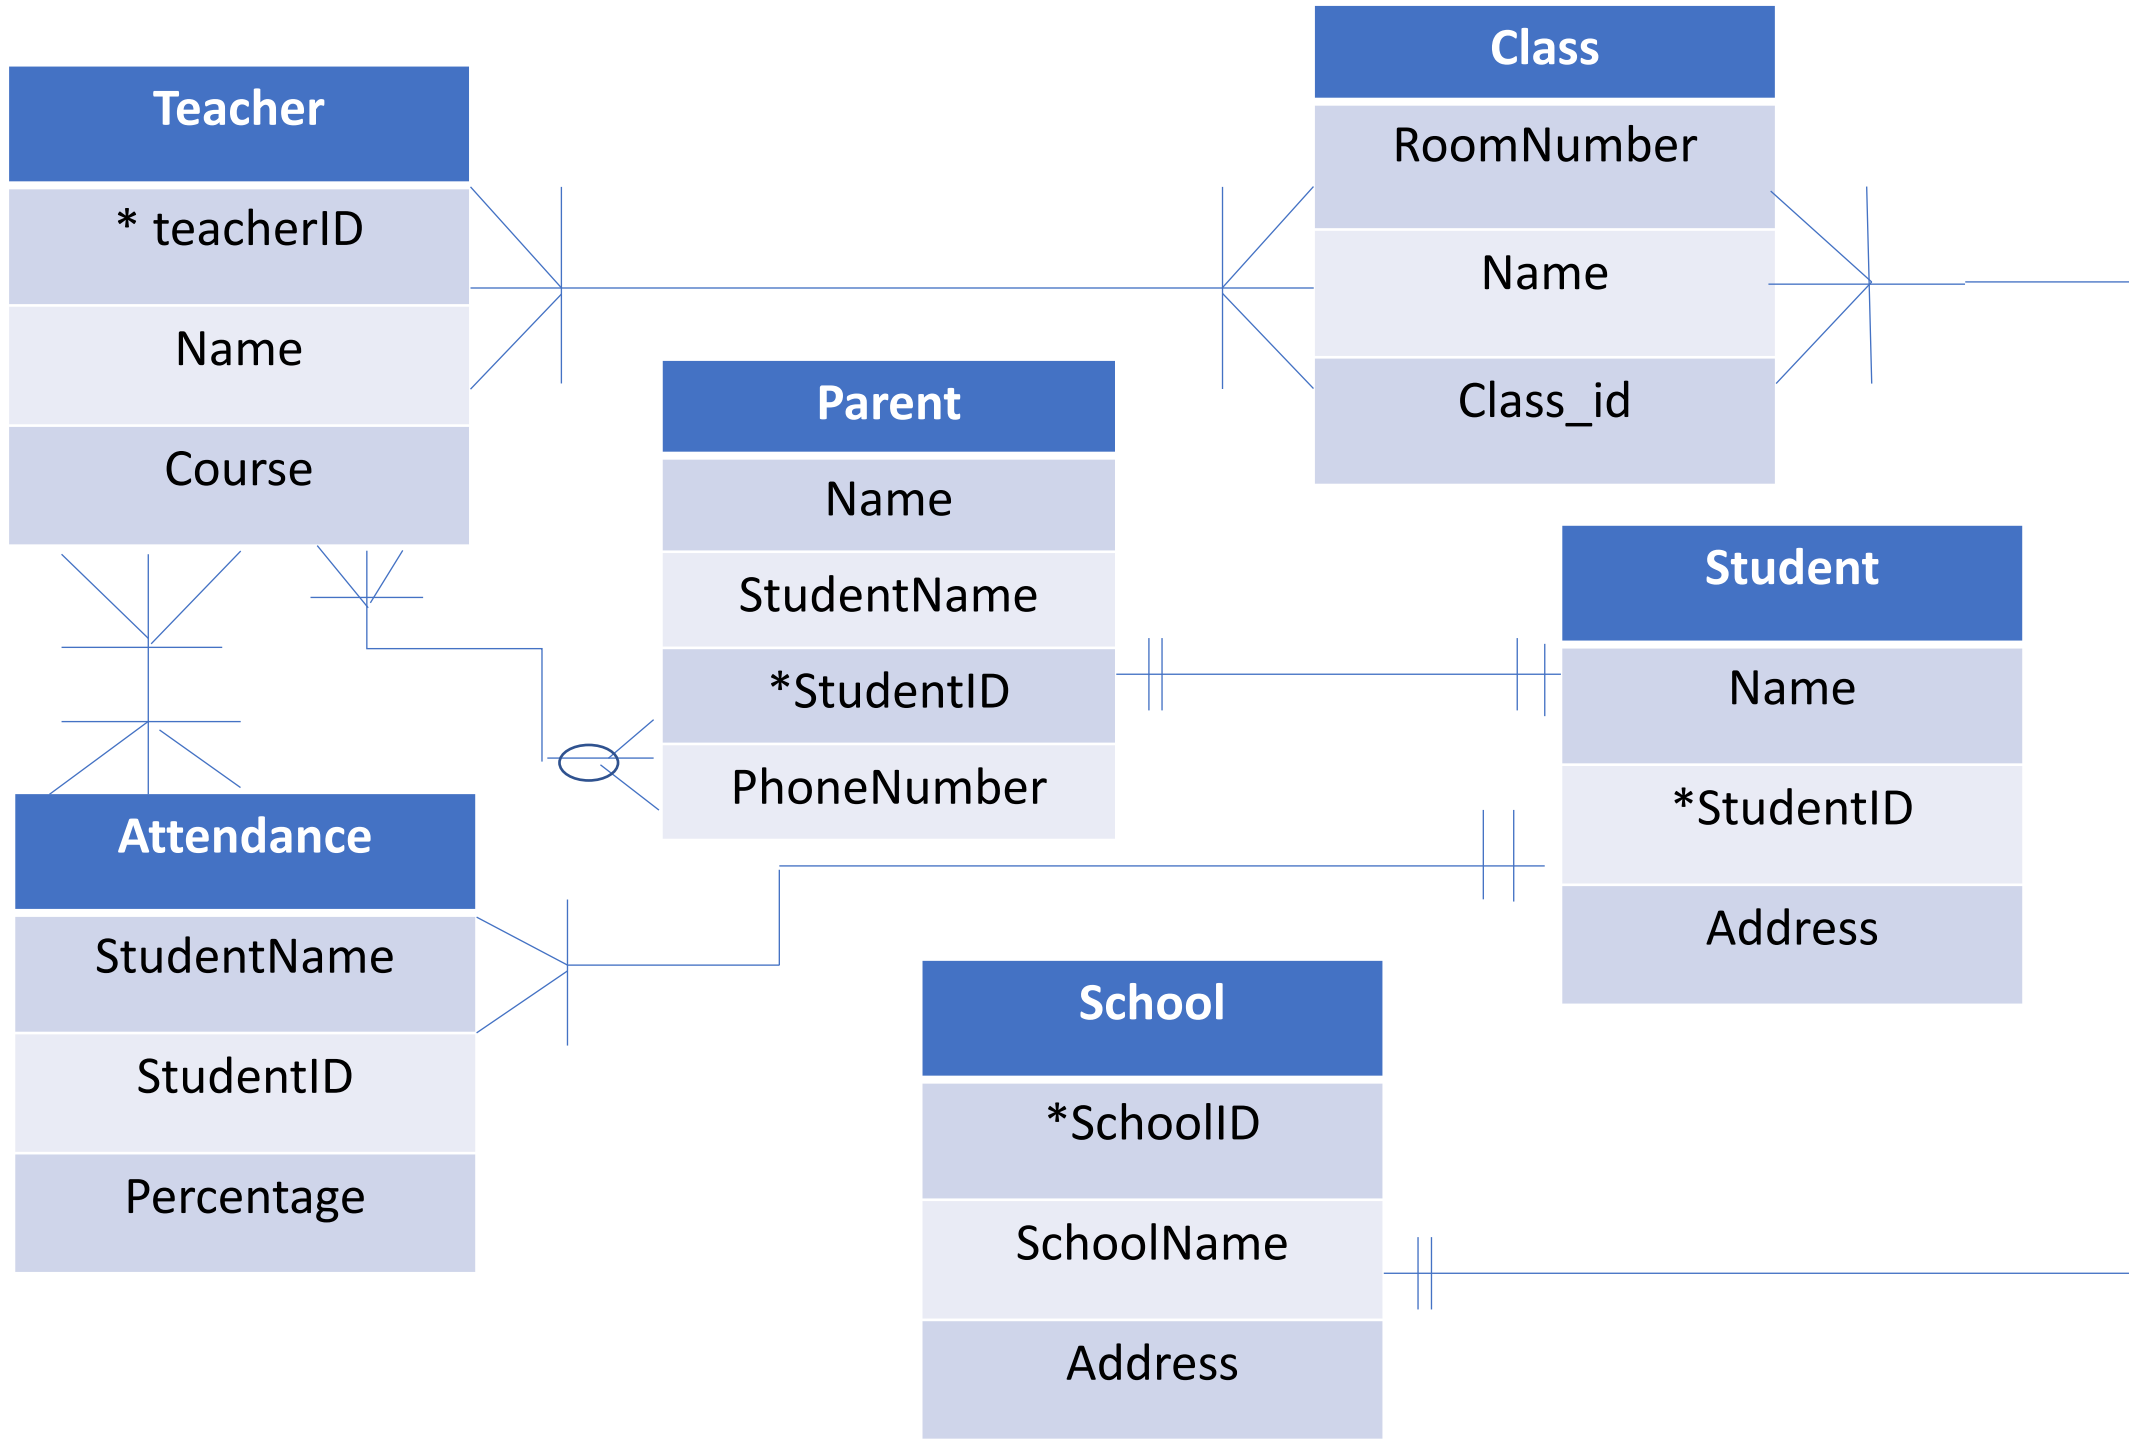 Teacher
* teacherID
Name
Course
Class
RoomNumber
Name
Class_id
Parent
Name
StudentName
*StudentID
PhoneNumber
Student
Name
*StudentID
Address
Attendance
StudentName
StudentID
Percentage
School
*SchoolID
SchoolName
Address